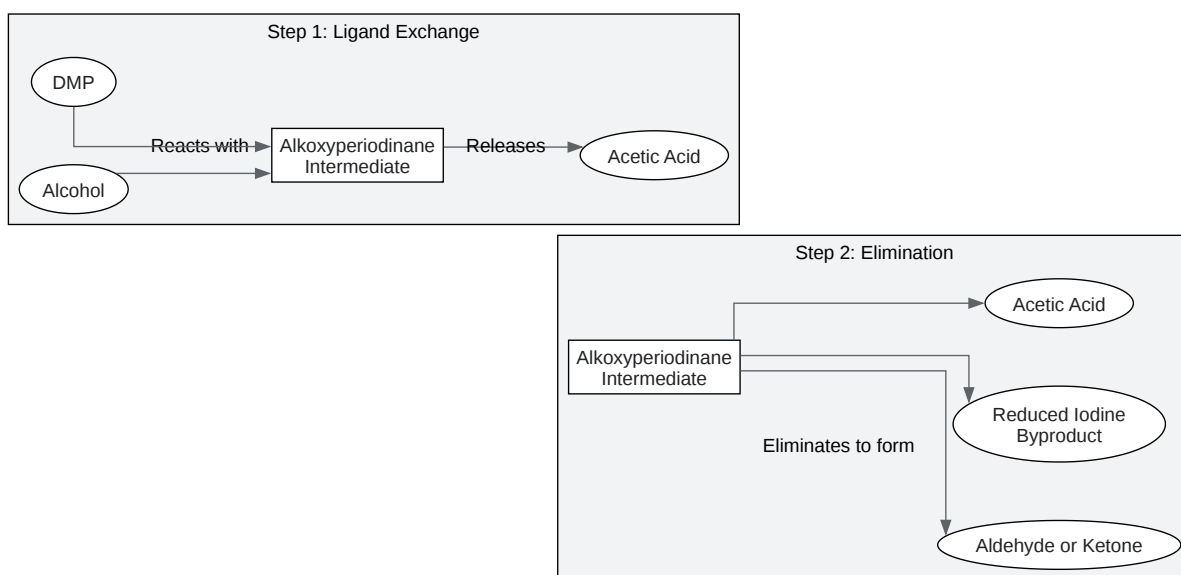 Step 1: Ligand Exchange
DMP
Reacts with
Alkoxyperiodinane
Intermediate
Releases
Acetic Acid
Alcohol
Step 2: Elimination
Acetic Acid
Alkoxyperiodinane
Intermediate
Reduced Iodine
Byproduct
Eliminates to form
Aldehyde or Ketone